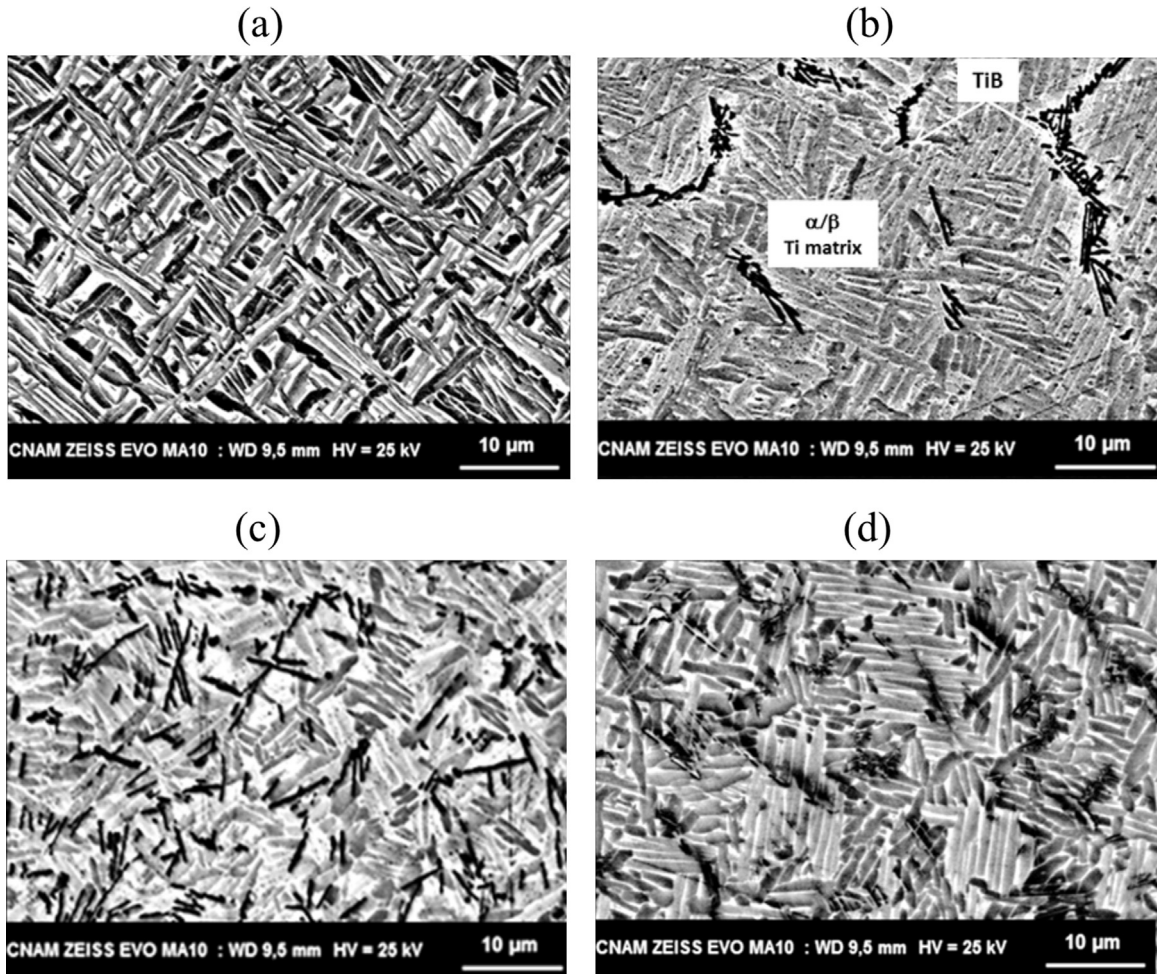 (a)
(b)
TiB
α/β
Ti matrix
CNAM ZEISS EVO MA10 : WD 9,5 mm HV = 25 kV 10 µm
CNAM ZEISS EVO MA10 : WD 9,5 mm HV = 25 kV 10 µm
(c)
(d)
CNAM ZEISS EVO MA10 : WD 9,5 mm HV = 25 kV 10 µm
CNAM ZEISS EVO MA10 : WD 9,5 mm HV = 25 kV 10 µm